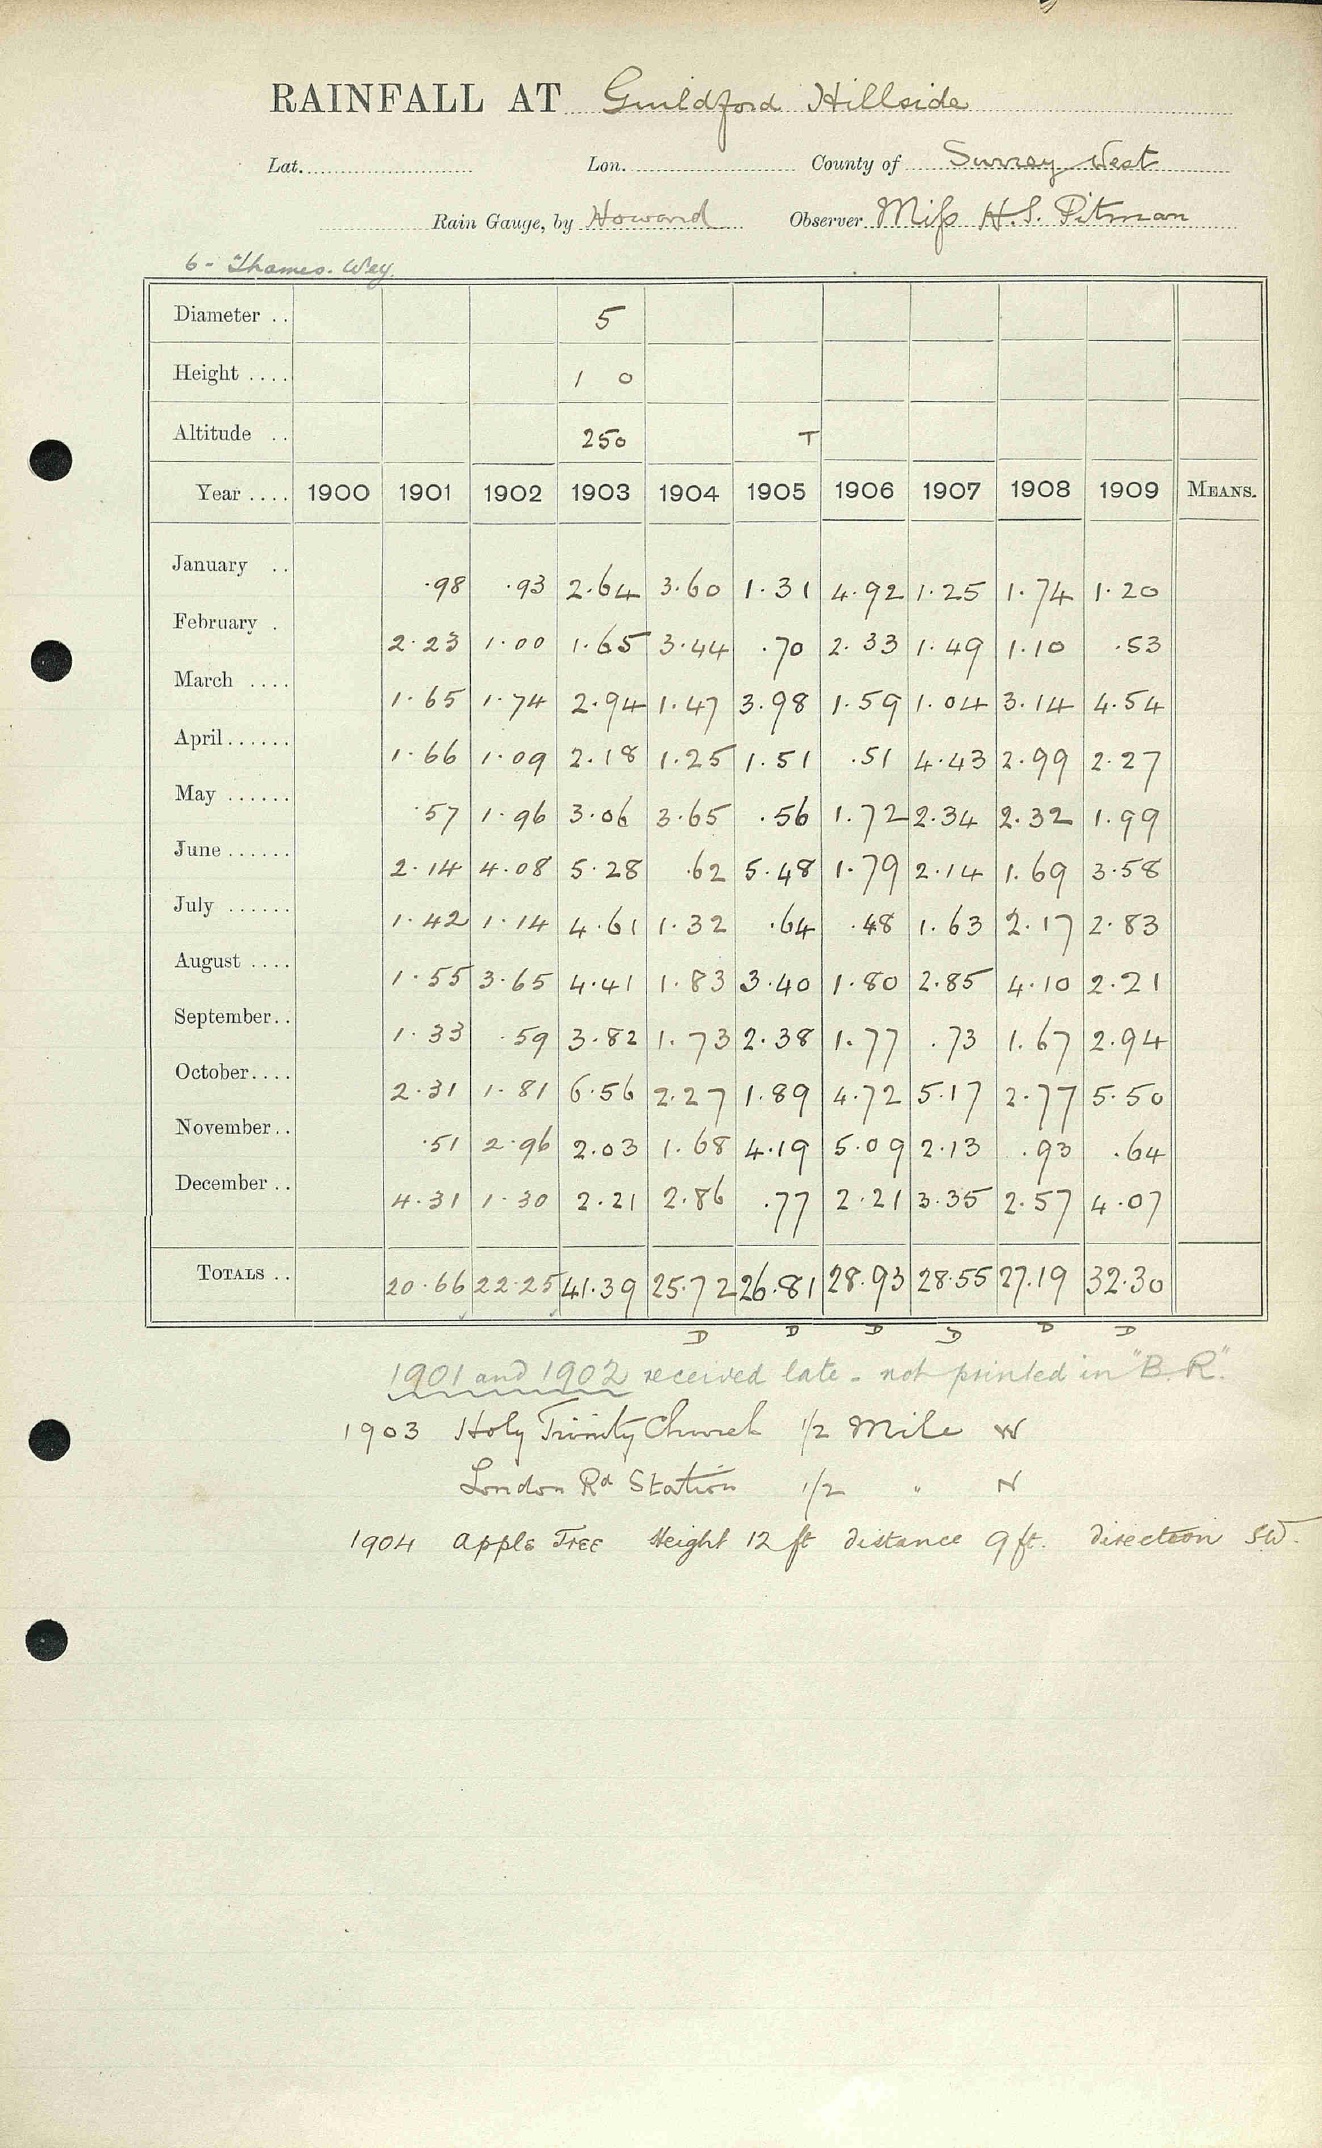 RAINFALL AT Guildford Hillside
Lat. Lon. County of Surrey West
Rain Gauge, by Howard Observer Miss H.S. Pitman
6 - Thames. Wey.
Diameter .. 5
Height .... 1 0
Altitude .. 250 T
Year .... 1900 1901 1902 1903 1904 1905 1906 1907 1908 1909 MEANS.
January .. .98 .93 2.64 3.60 1.31 4.92 1.25 1.74 1.20
February . 2.23 1.00 1.65 3.44 .70 2.33 1.49 1.10 .53
March .... 1.65 1.74 2.94 1.47 3.98 1.59 1.04 3.14 4.54
April...... 1.66 1.09 2.18 1.25 1.51 .51 4.43 2.99 2.27
May ...... .57 1.96 3.06 3.65 .56 1.72 2.34 2.32 1.99
June ...... 2.14 4.08 5.28 .62 5.48 1.79 2.14 1.69 3.58
July ...... 1.42 1.14 4.61 1.32 .64 .48 1.63 2.17 2.83
August .... 1.55 3.65 4.41 1.83 3.40 1.80 2.85 4.10 2.21
September.. 1.33 .59 3.82 1.73 2.38 1.77 .73 1.67 2.94
October.... 2.31 1.81 6.56 2.27 1.89 4.72 5.17 2.77 5.50
November.. .51 2.96 2.03 1.68 4.19 5.09 2.13 .93 .64
December .. 4.31 1.30 2.21 2.86 .77 2.21 3.35 2.57 4.07
TOTALS .. 20.66 22.25 41.39 25.72 26.81 28.93 28.55 27.19 32.30
D D D D D D
1901 and 1902 received late - not printed in "B.R."
1903 Holy Trinity Church 1/2 Mile W
London Rd Station 1/2 " N
1904 Apple Tree Height 12 ft distance 9 ft. direction SW.